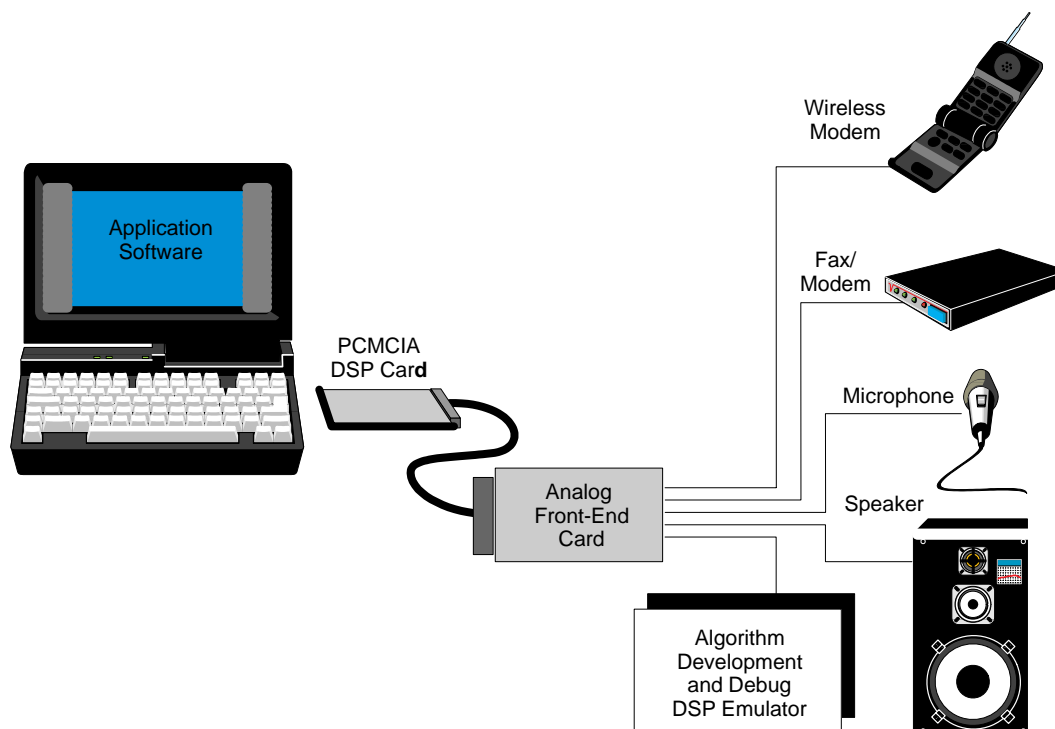 Wireless
Modem
Application
Software
Fax/
Modem
PCMCIA
DSP Card
Microphone
Analog
Front-End
Card
Speaker
Algorithm
Development
and Debug
DSP Emulator